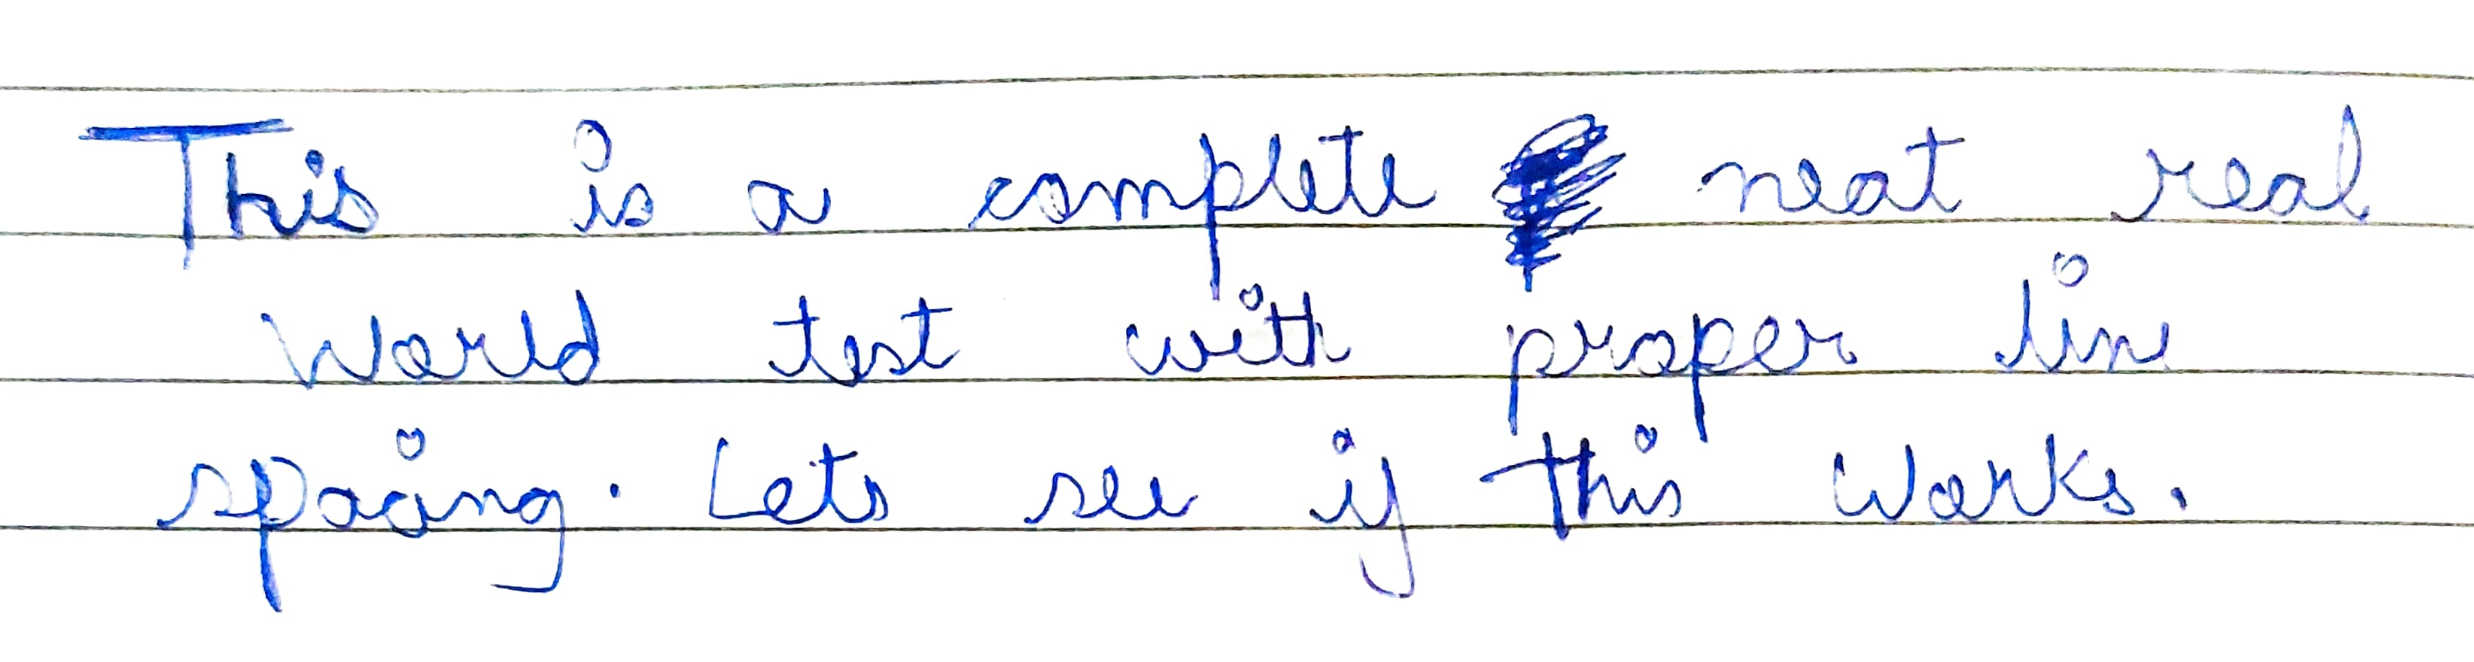 This is a complete neat real
World test with proper line
spacing. Lets see if this Works.